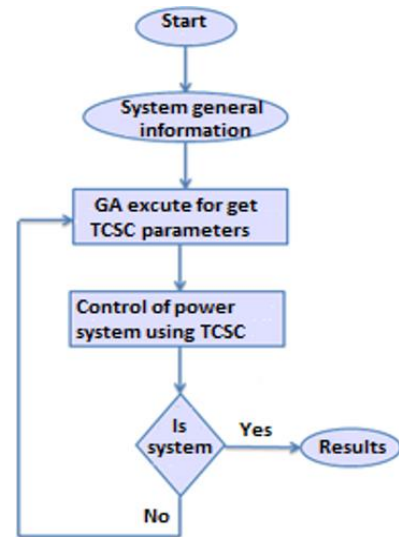 Start
System general
information
GA excute for get
TCSC parameters
Control of power
system using TCSC
Is
system
Yes
Results
No